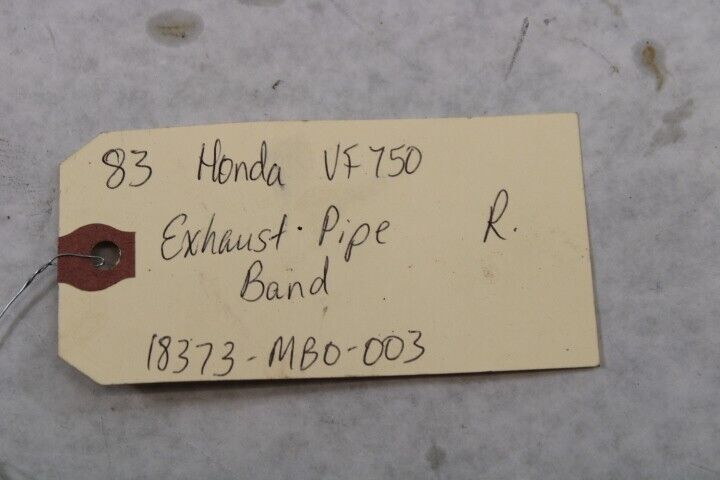 83 Honda VF750
Exhaust Pipe R.
Band
18373-MB0-003